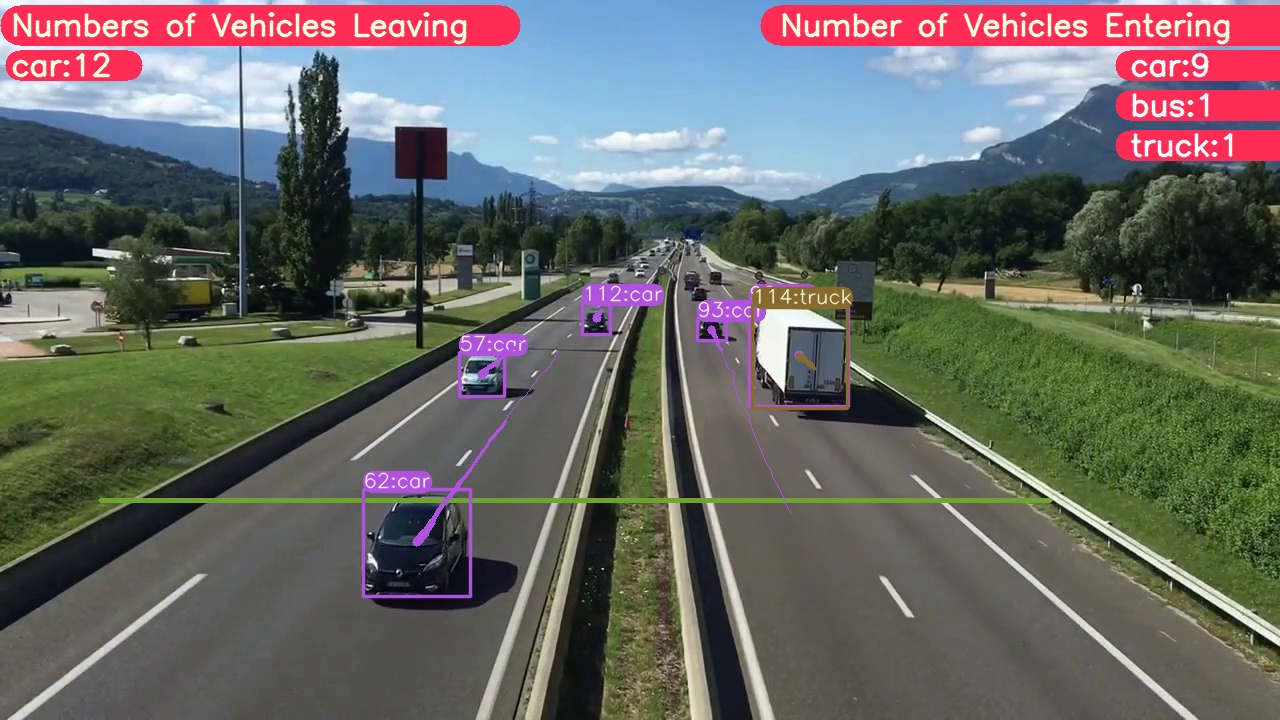 Numbers of Vehicles Leaving
Number of Vehicles Entering
car:12
car:9
bus:1
truck:1
112:car
114:truck
93:car
57:car
62:car